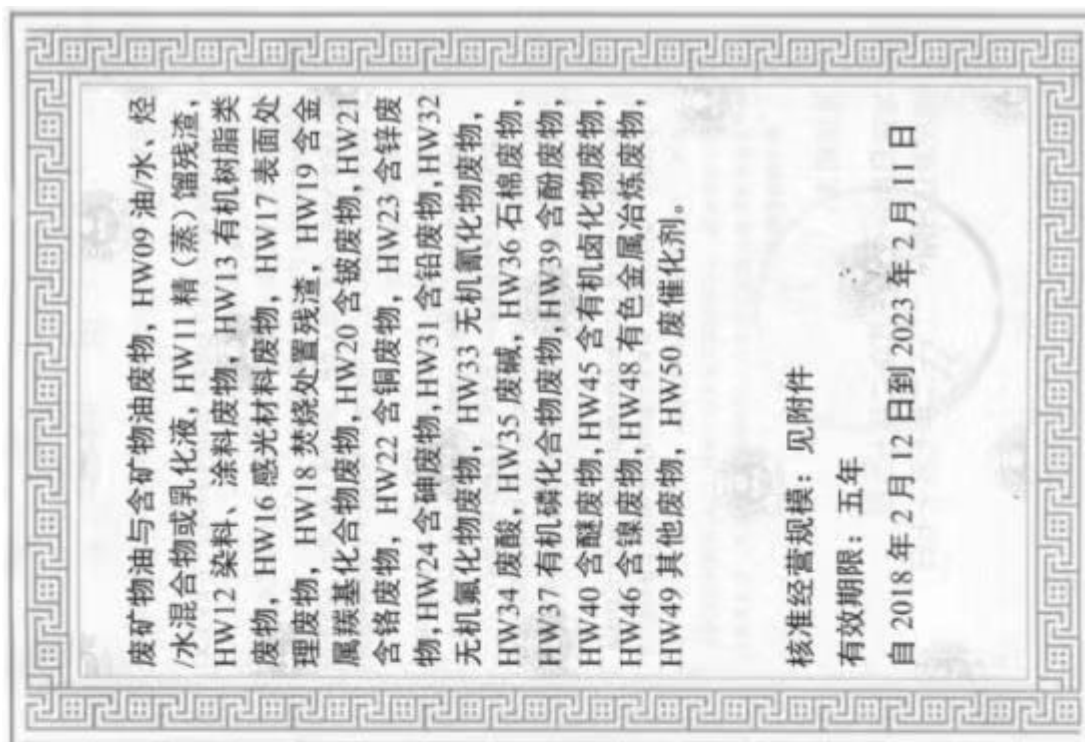 废矿物油与含矿物油废物，HW09 油/水、烃
/水混合物或乳化液，HW11 精（蒸）馏残渣，
HW12 染料、涂料废物，HW13 有机树脂类
废物，HW16 感光材料废物，HW17 表面处
理废物，HW18 焚烧处置残渣，HW19 含金
属羰基化合物废物，HW20 含铍废物，HW21
含铬废物，HW22 含铜废物，HW23 含锌废
物，HW24 含砷废物，HW31 含铅废物，HW32
无机氟化物废物，HW33 无机氰化物废物，
HW34 废酸，HW35 废碱，HW36 石棉废物，
HW37 有机磷化合物废物，HW39 含酚废物，
HW40 含醚废物，HW45 含有机卤化物废物，
HW46 含镍废物，HW48 有色金属冶炼废物，
HW49 其他废物，HW50 废催化剂。
核准经营规模：见附件
有效期限：五年
自 2018 年 2 月 12 日到 2023 年 2 月 11 日